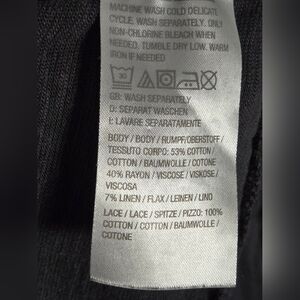 MACHINE WASH COLD DELICATE
CYCLE. WASH SEPARATELY. ONLY
NON-CHLORINE BLEACH WHEN
NEEDED. TUMBLE DRY LOW. WARM
IRON IF NEEDED
30
GB: WASH SEPARATELY
D: SEPARAT WASCHEN
I: LAVARE SEPARATAMENTE
BODY / BODY / RUMPF/OBERSTOFF /
TESSUTO CORPO: 53% COTTON /
COTTON / BAUMWOLLE / COTONE
40% RAYON / VISCOSE / VISKOSE /
VISCOSA
7% LINEN / FLAX / LEINEN / LINO
LACE / LACE / SPITZE / PIZZO: 100%
COTTON / COTTON / BAUMWOLLE /
COTONE